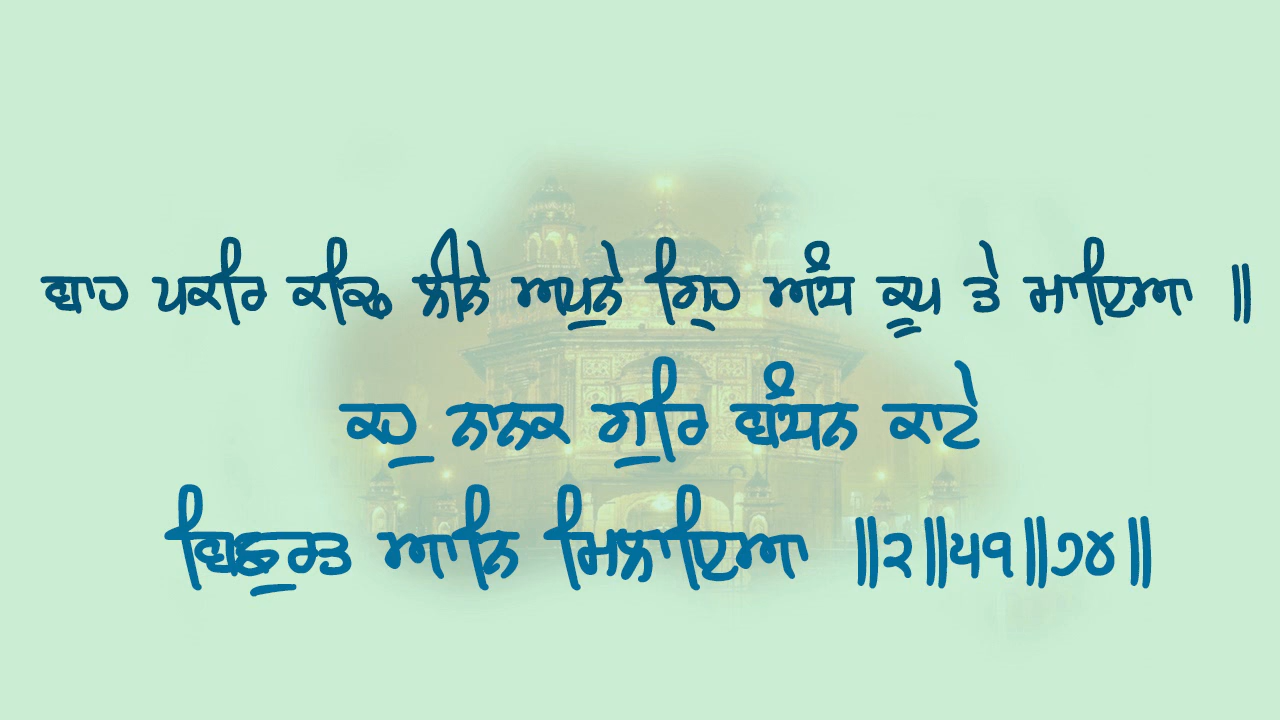 ਬਾਹ ਪਕਰਿ ਕਢਿ ਲੀਨੇ ਅਪੁਨੇ ਗ੍ਰਿਹ ਅੰਧ ਕੂਪ ਤੇ ਮਾਇਆ ॥
ਕਹੁ ਨਾਨਕ ਗੁਰਿ ਬੰਧਨ ਕਾਟੇ
ਬਿਛੁਰਤ ਆਨਿ ਮਿਲਾਇਆ ॥੨॥੫੧॥੭੪॥